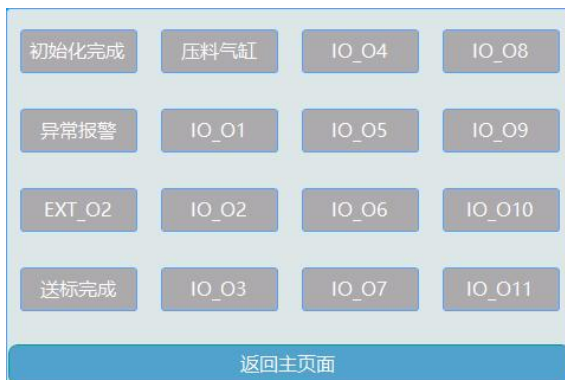 初始化完成 压料气缸 IO_O4 IO_O8
异常报警 IO_O1 IO_O5 IO_O9
EXT_O2 IO_O2 IO_O6 IO_O10
送标完成 IO_O3 IO_O7 IO_O11
返回主页面